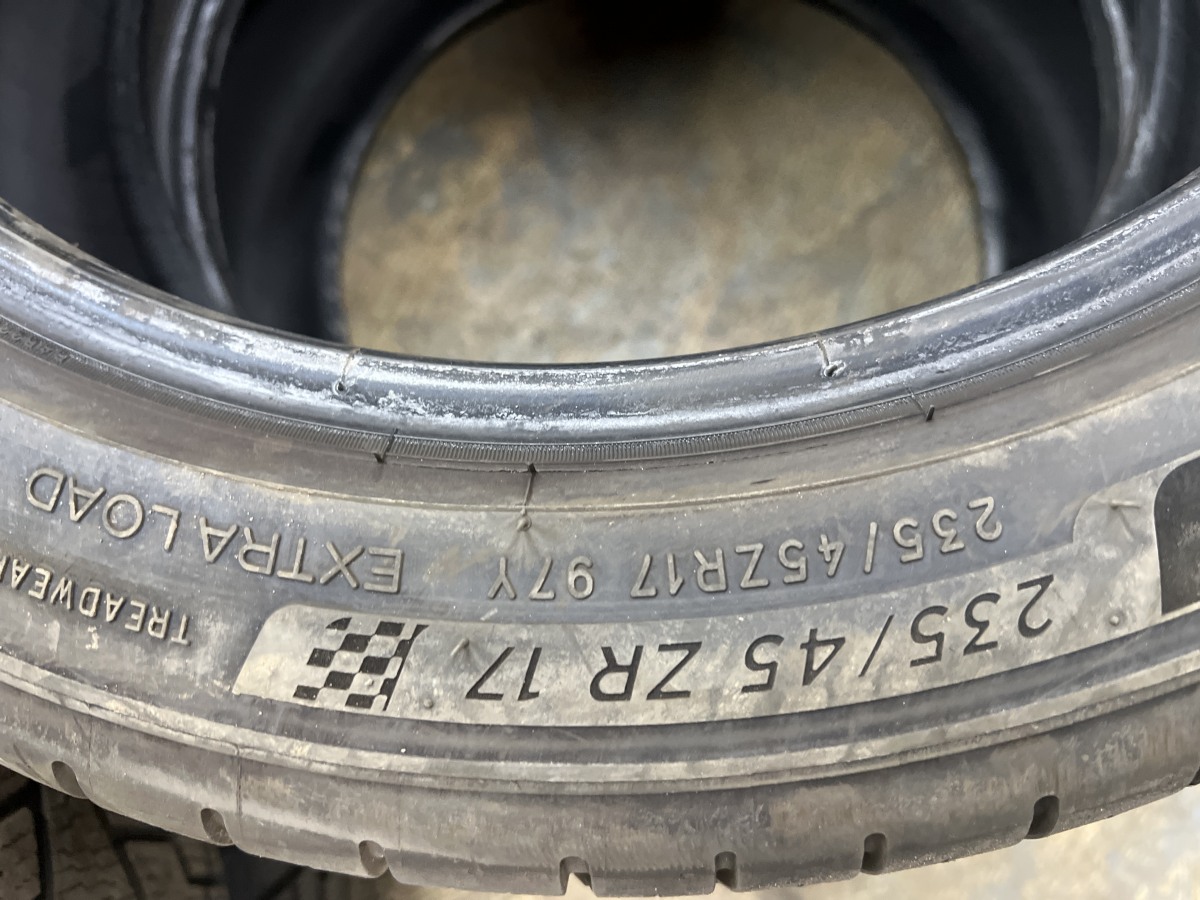 235/45 ZR 17
235/45ZR17 97Y EXTRA LOAD
TREADWEAR